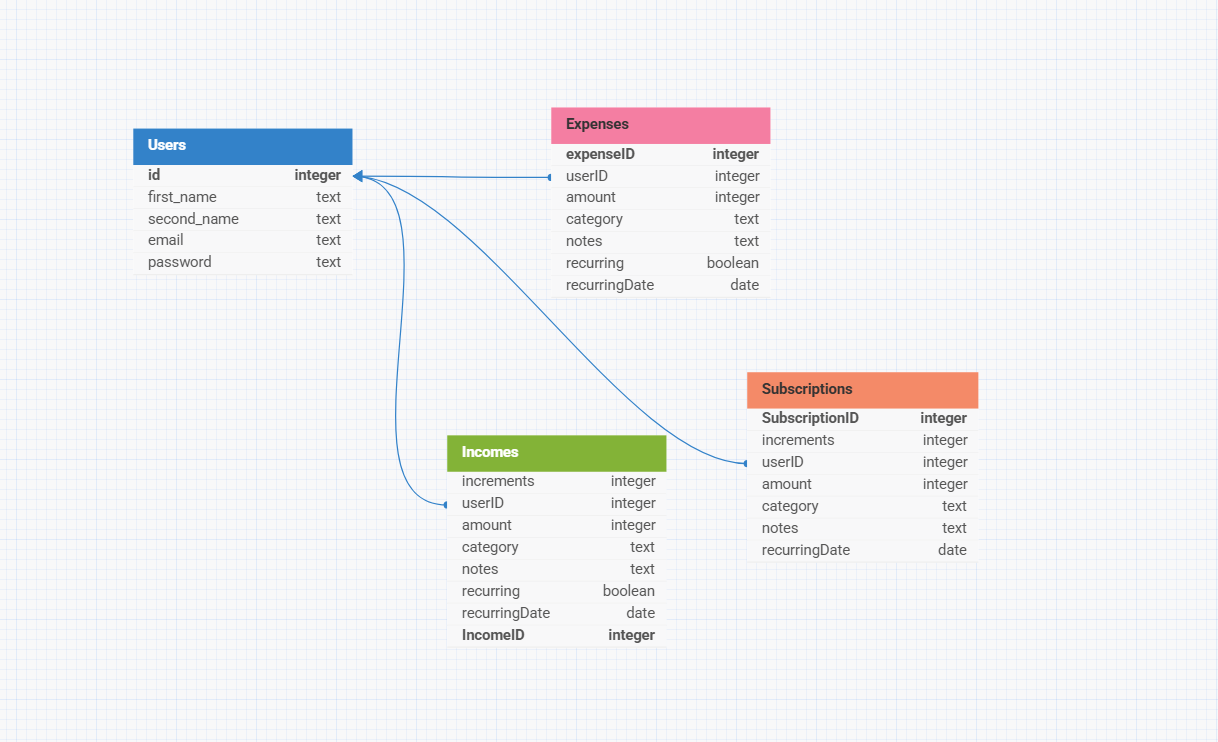 Users
id integer
first_name text
second_name text
email text
password text
Expenses
expenseID integer
userID integer
amount integer
category text
notes text
recurring boolean
recurringDate date
Subscriptions
SubscriptionID integer
increments integer
userID integer
amount integer
category text
notes text
recurringDate date
Incomes
increments integer
userID integer
amount integer
category text
notes text
recurring boolean
recurringDate date
IncomeID integer